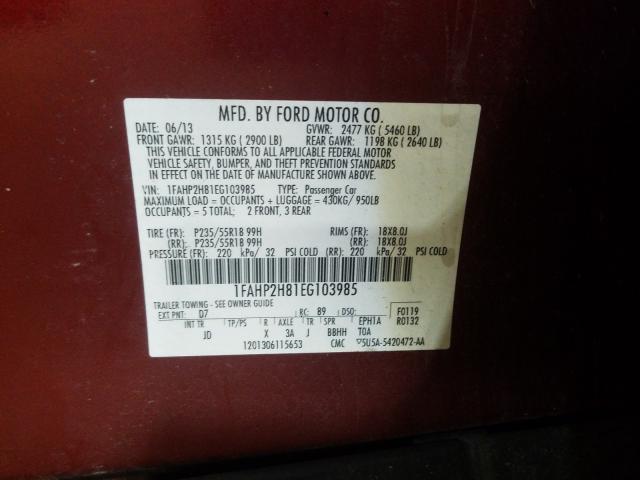 MFD. BY FORD MOTOR CO.
DATE: 06/13 GVWR: 2477 KG ( 5460 LB)
FRONT GAWR: 1315 KG ( 2900 LB) REAR GAWR: 1198 KG ( 2640 LB)
THIS VEHICLE CONFORMS TO ALL APPLICABLE FEDERAL MOTOR
VEHICLE SAFETY, BUMPER, AND THEFT PREVENTION STANDARDS
IN EFFECT ON THE DATE OF MANUFACTURE SHOWN ABOVE.
VIN: 1FAHP2H81EG103985 TYPE: Passenger Car
MAXIMUM LOAD = OCCUPANTS + LUGGAGE = 430KG/ 950LB
OCCUPANTS = 5 TOTAL; 2 FRONT, 3 REAR
TIRE (FR): P235/55R18 99H RIMS (FR): 18X8.0J
(RR): P235/55R18 99H (RR): 18X8.0J
PRESSURE (FR): 220 kPa/ 32 PSI COLD (RR): 220 kPa/ 32 PSI COLD
1FAHP2H81EG103985
TRAILER TOWING - SEE OWNER GUIDE
EXT PNT: D7 RC: 89 DSO: F0119
INT TR TP/PS R AXLE TR SPR EPH1A R0132
JD X 3A J BBHH TOA
1201306115653 CMC 5U5A-5420472-AA